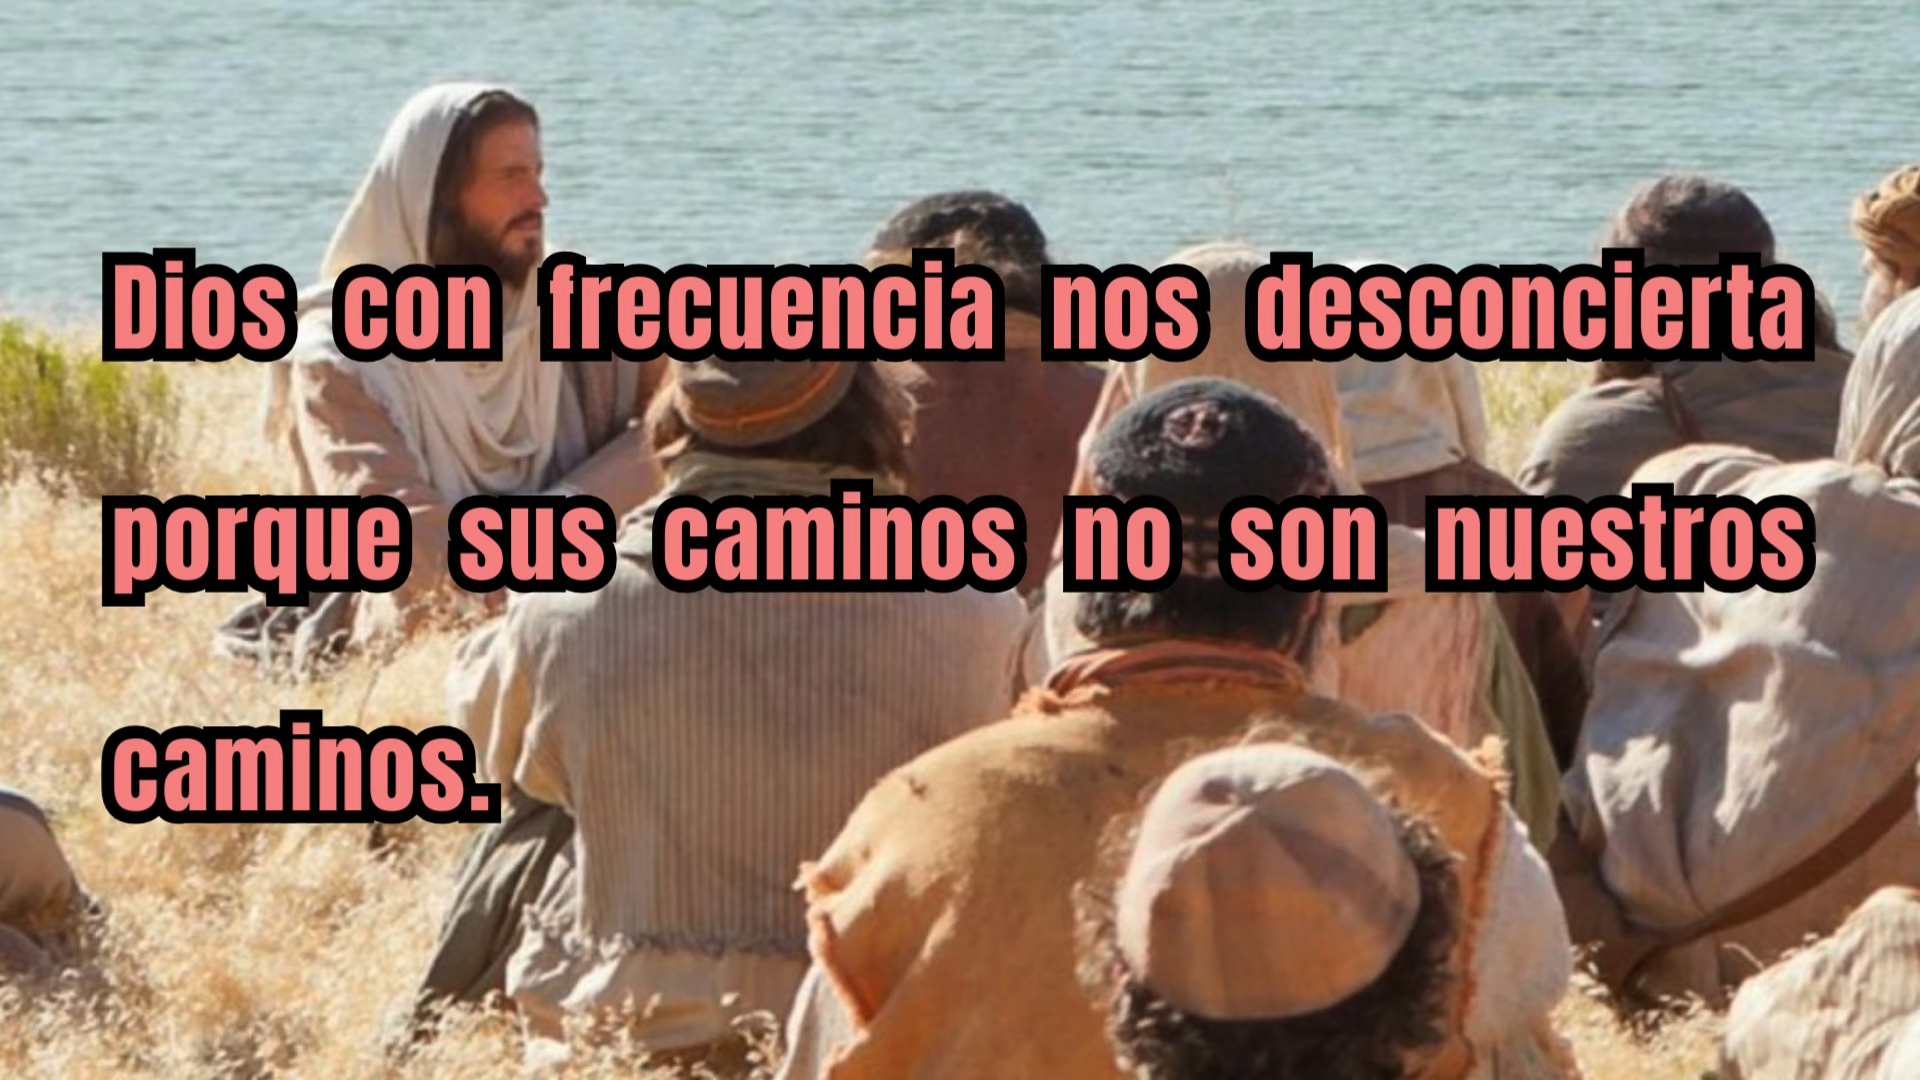 Dios con frecuencia nos desconcierta
porque sus caminos no son nuestros
caminos.